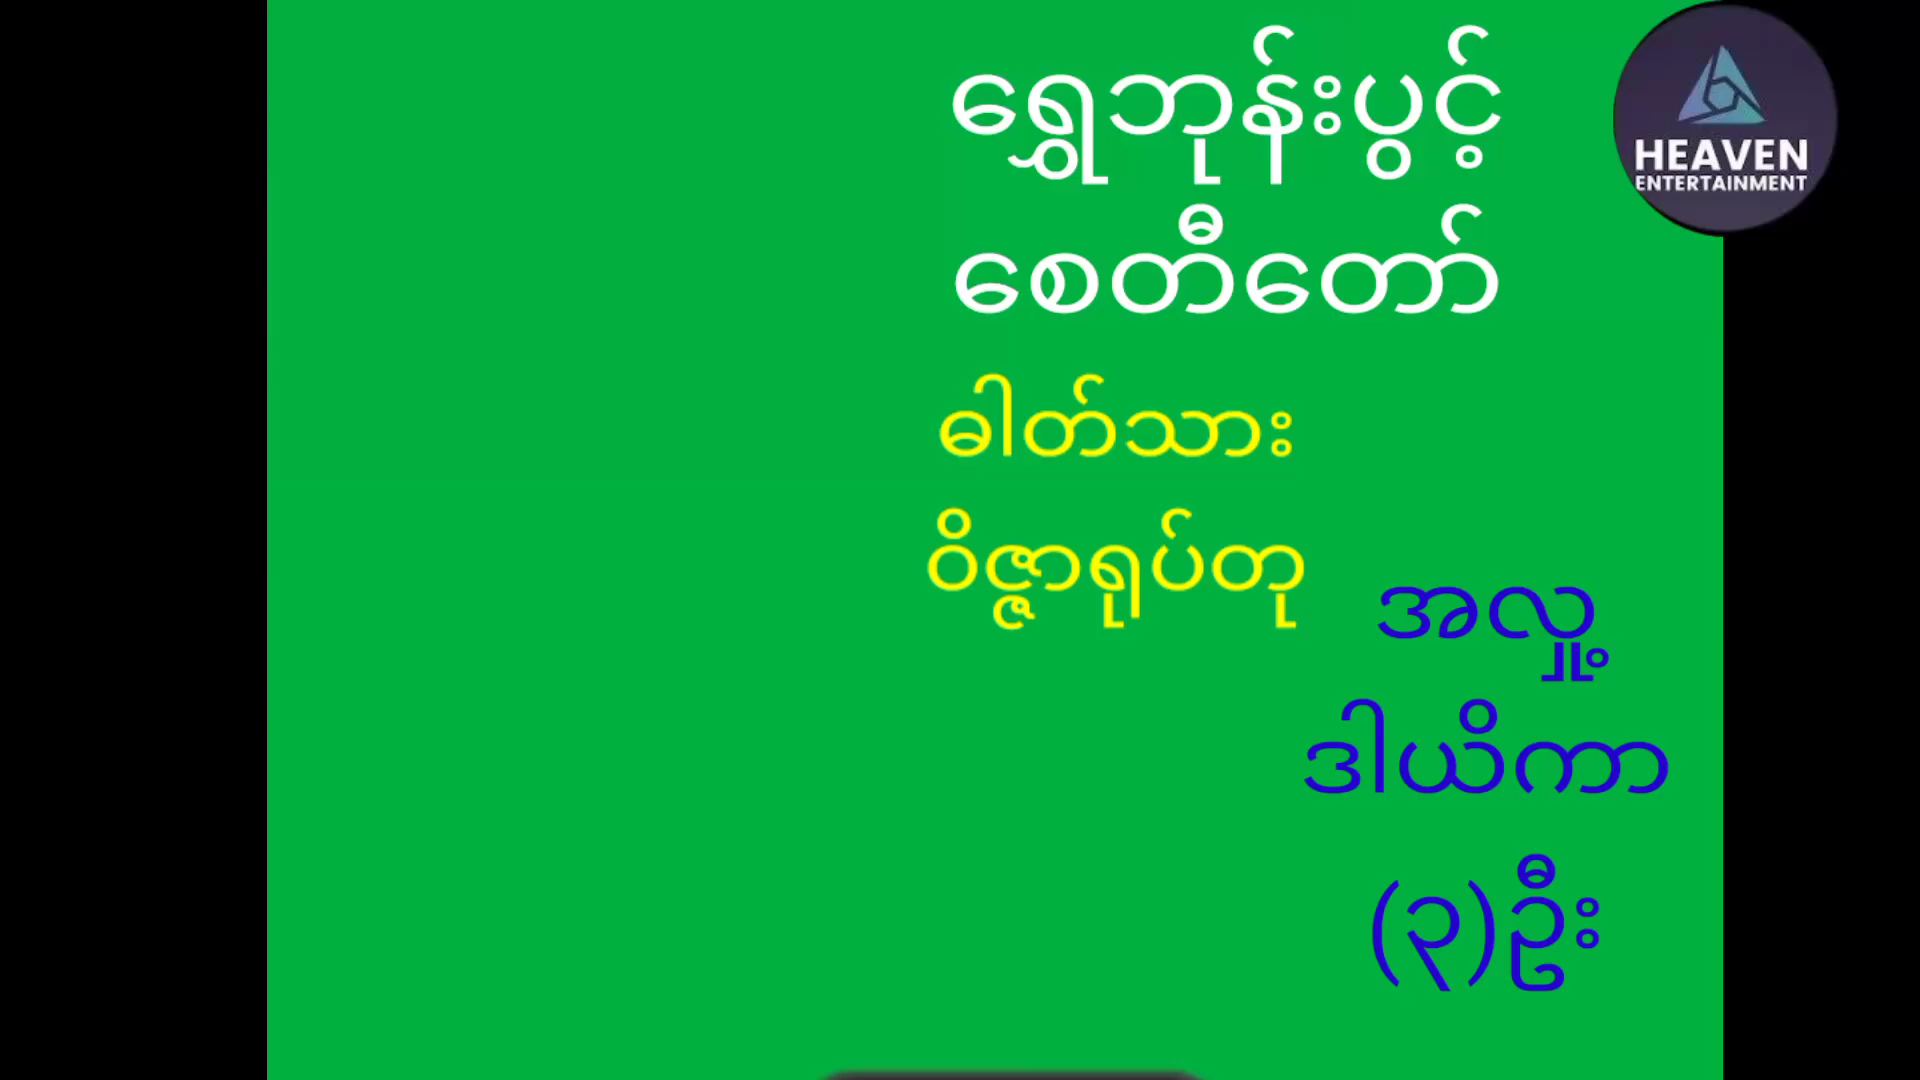 ရွှေဘုန်းပွင့်
စေတီတော်
ဓါတ်သား
ဝိဇ္ဇာရုပ်တု
အလှူ့
ဒါယိကာ
(၃)ဦး
HEAVEN
ENTERTAINMENT